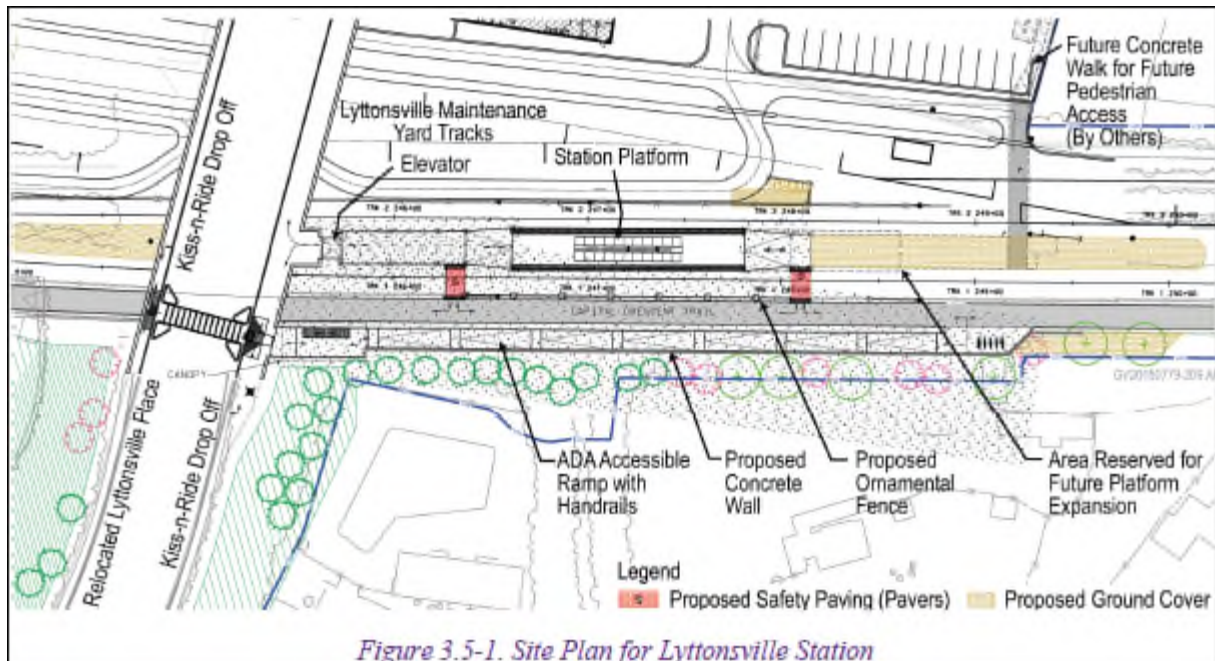 Future Concrete
Walk for Future
Pedestrian
Access
(By Others)
Lyttonsville Maintenance
Yard Tracks
Elevator
Station Platform
Kiss-n-Ride Drop Off
CAPITAL CRESCENT TRAIL
CANOPY
Relocated Lyttonsville Place
Kiss-n-Ride Drop Off
ADA Accessible
Ramp with
Handrails
Proposed
Concrete
Wall
Proposed
Ornamental
Fence
Area Reserved for
Future Platform
Expansion
Legend
Proposed Safety Paving (Pavers)
Proposed Ground Cover
Figure 3.5-1. Site Plan for Lyttonsville Station